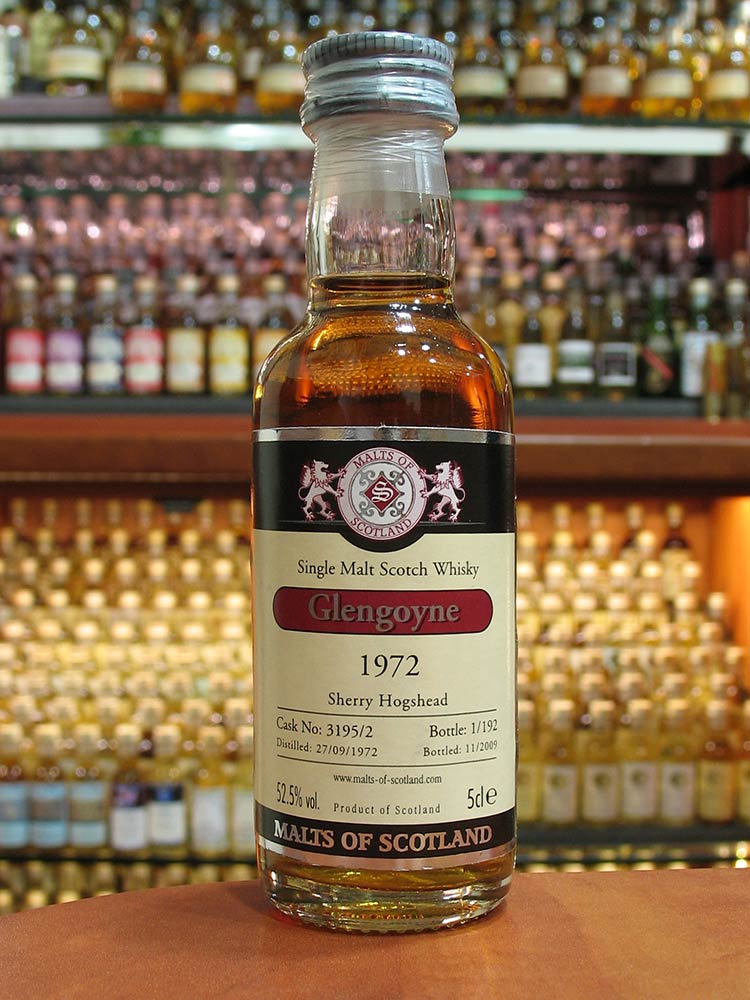 MALTS OF
S
SCOTLAND
Single Malt Scotch Whisky
Glengoyne
1972
Sherry Hogshead
Cask No: 3195/2 Bottle: 1/192
Distilled: 27/09/1972 Bottled: 11/2009
www.malts-of-scotland.com
52.5% vol. Product of Scotland 5cl e
MALTS OF SCOTLAND